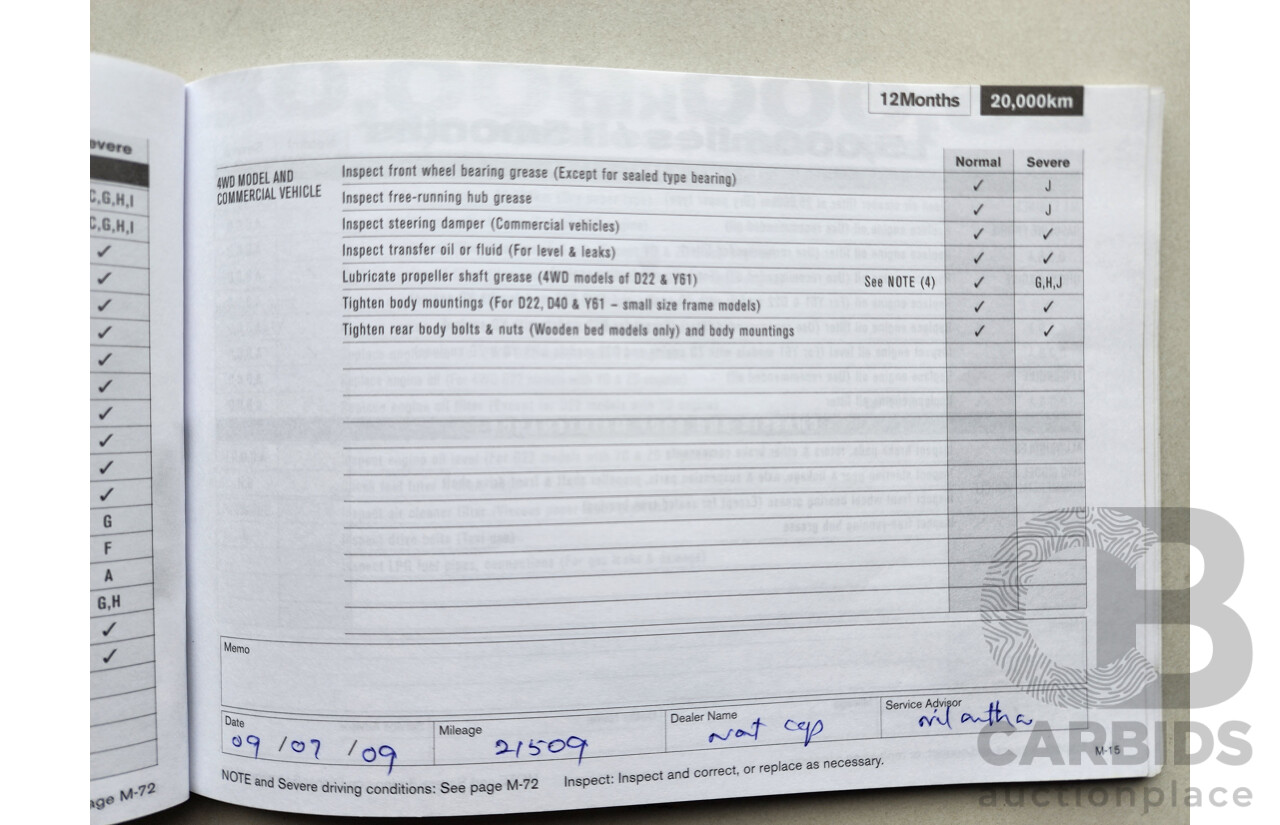 12Months 20,000km
Normal Severe
4WD MODEL AND
COMMERCIAL VEHICLE
Inspect front wheel bearing grease (Except for sealed type bearing) ✓ J
Inspect free-running hub grease ✓ J
Inspect steering damper (Commercial vehicles) ✓ ✓
Inspect transfer oil or fluid (For level & leaks) ✓ ✓
Lubricate propeller shaft grease (4WD models of D22 & Y61) See NOTE (4) ✓ G,H,J
Tighten body mountings (For D22, D40 & Y61 – small size frame models) ✓ ✓
Tighten rear body bolts & nuts (Wooden bed models only) and body mountings ✓ ✓
Memo
Date
09 /07 /09
Mileage
21509
Dealer Name
Nat cap
Service Advisor
M-15
NOTE and Severe driving conditions: See page M-72 Inspect: Inspect and correct, or replace as necessary.
evere
C,G,H,I
C,G,H,I
✓
✓
✓
✓
✓
✓
✓
✓
✓
✓
G
F
A
G,H
✓
✓
age M-72
CB
CARBIDS
auctionplace